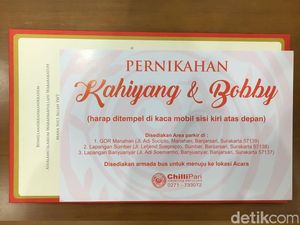 PERNIKAHAN
Kahiyang & Bobby
(harap ditempel di kaca mobil sisi kiri atas depan)
Disediakan Area parkir di :
1. GOR Manahan (Jl. Adi Sucipto, Manahan, Banjarsari, Surakarta 57139)
2. Lapangan Sumber (Jl. Letjend Suprapto, Sumber, Banjarsari, Surakarta 57138)
3. Lapangan Banyuanyar (Jl. Adi Soemarmo, Banyuanyar, Banjarsari, Surakarta 57137)
Disediakan armada bus untuk menuju ke lokasi Acara
ChilliPari
0271 - 733072
detikcom